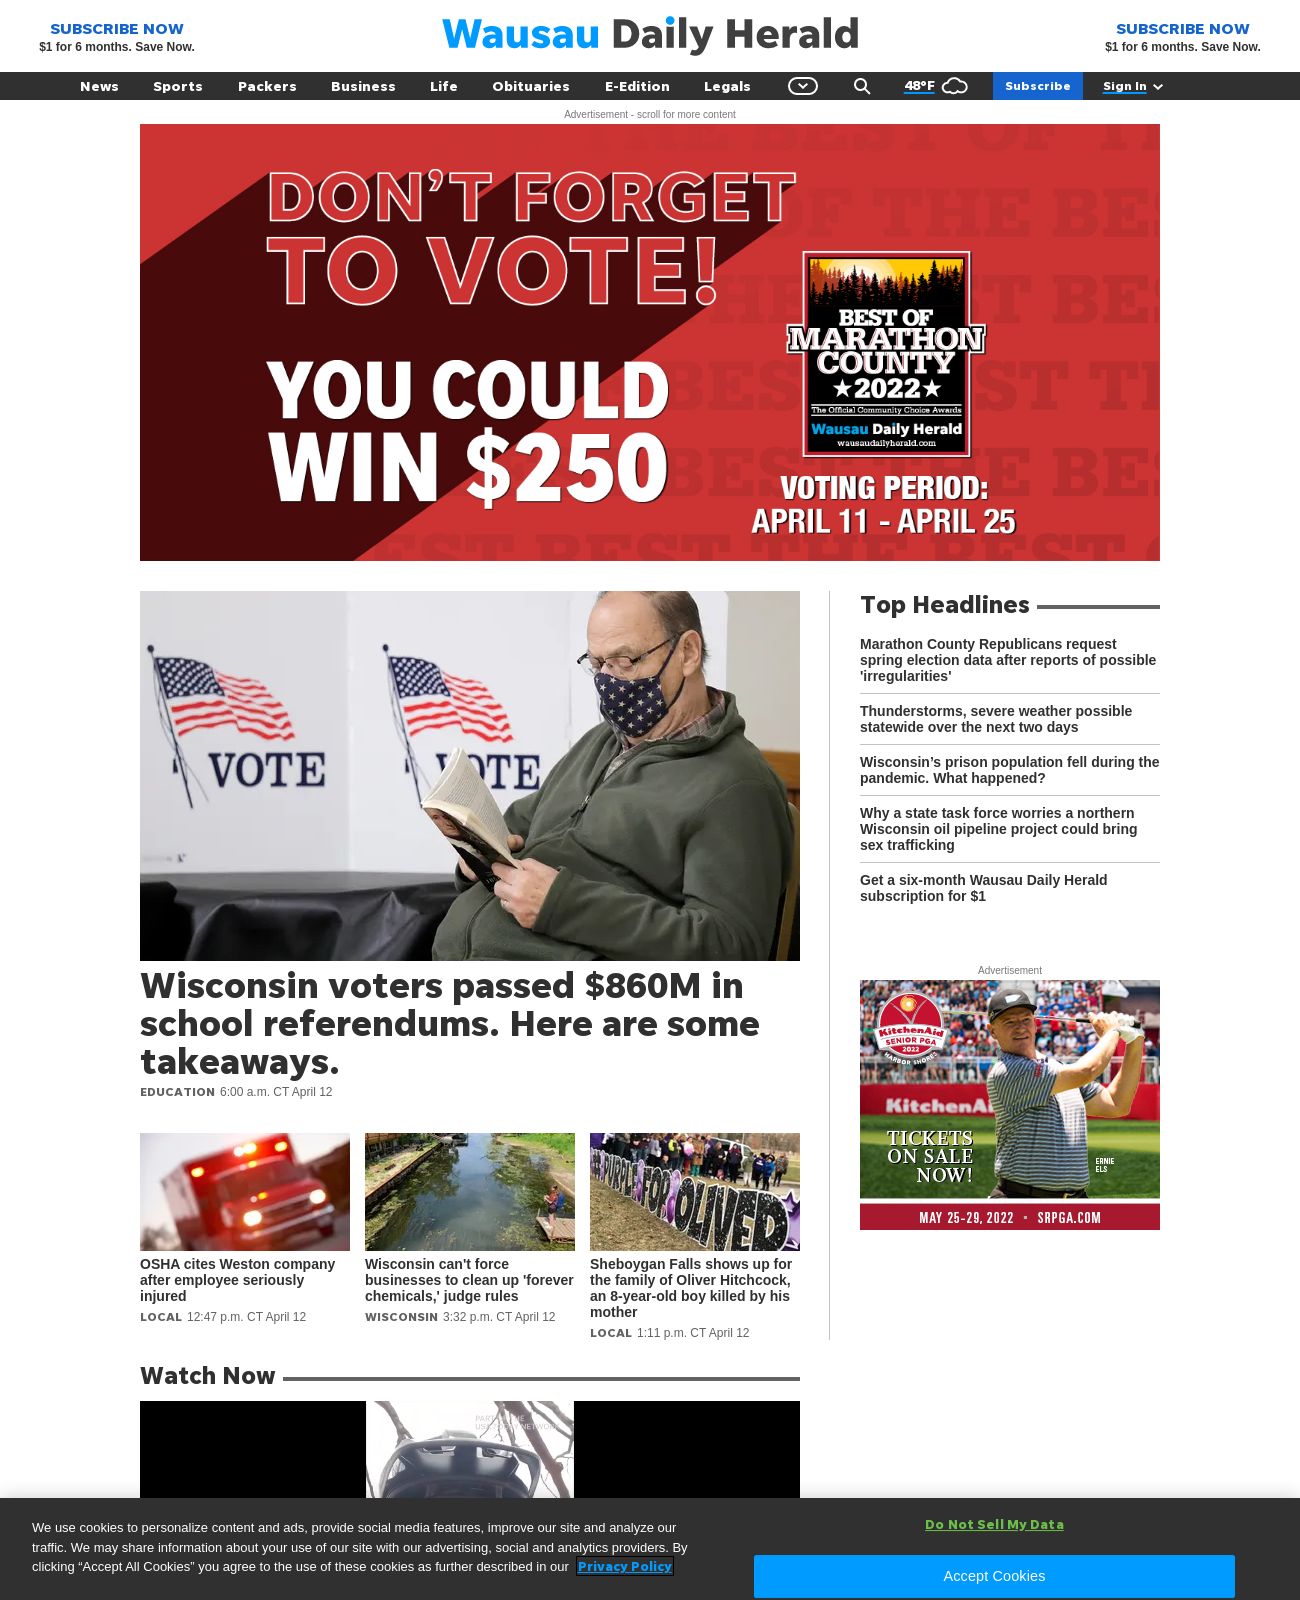 SUBSCRIBE NOW
$1 for 6 months. Save Now.
Wausau Daily Herald
SUBSCRIBE NOW
$1 for 6 months. Save Now.
News Sports Packers Business Life Obituaries E-Edition Legals 48°F Subscribe Sign In
Advertisement - scroll for more content
DON'T FORGET
TO VOTE!
YOU COULD
WIN $250
BEST OF
MARATHON
COUNTY
★2022★
The Official Community Choice Awards
Wausau Daily Herald
wausaudailyherald.com
VOTING PERIOD:
APRIL 11 - APRIL 25
VOTE
VOTE
Wisconsin voters passed $860M in
school referendums. Here are some
takeaways.
EDUCATION 6:00 a.m. CT April 12
PURPLE FOR OLIVER
OSHA cites Weston company
after employee seriously
injured
LOCAL 12:47 p.m. CT April 12
Wisconsin can't force
businesses to clean up 'forever
chemicals,' judge rules
WISCONSIN 3:32 p.m. CT April 12
Sheboygan Falls shows up for
the family of Oliver Hitchcock,
an 8-year-old boy killed by his
mother
LOCAL 1:11 p.m. CT April 12
Top Headlines
Marathon County Republicans request
spring election data after reports of possible
'irregularities'
Thunderstorms, severe weather possible
statewide over the next two days
Wisconsin’s prison population fell during the
pandemic. What happened?
Why a state task force worries a northern
Wisconsin oil pipeline project could bring
sex trafficking
Get a six-month Wausau Daily Herald
subscription for $1
Advertisement
KitchenAid
SENIOR PGA
2022
HARBOR SHORES
KitchenAi
TICKETS
ON SALE
NOW!
ERNIE
ELS
MAY 25-29, 2022 • SRPGA.COM
Watch Now
PART OF THE
USA TODAY NETWORK
We use cookies to personalize content and ads, provide social media features, improve our site and analyze our
traffic. We may share information about your use of our site with our advertising, social and analytics providers. By
clicking “Accept All Cookies” you agree to the use of these cookies as further described in our Privacy Policy
Do Not Sell My Data
Accept Cookies